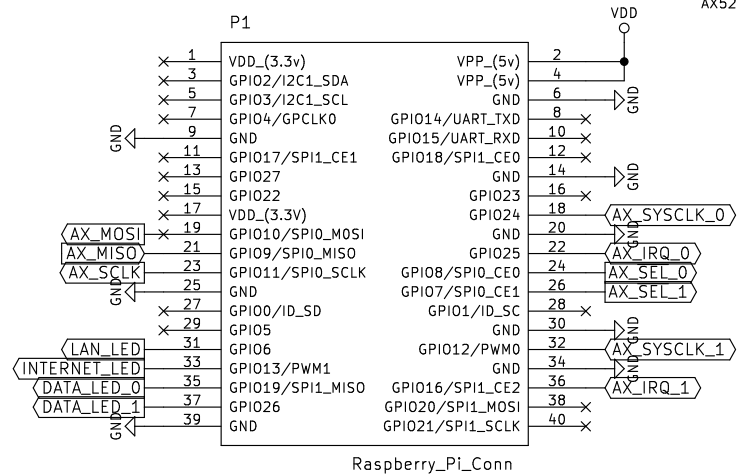 AX52
VDD
P1
1 VDD_(3.3v) VPP_(5v) 2
3 GPIO2/I2C1_SDA VPP_(5v) 4
5 GPIO3/I2C1_SCL GND 6 GND
7 GPIO4/GPCLK0 GPIO14/UART_TXD 8
GND 9 GND GPIO15/UART_RXD 10
11 GPIO17/SPI1_CE1 GPIO18/SPI1_CE0 12
13 GPIO27 GND 14 GND
15 GPIO22 GPIO23 16
17 VDD_(3.3V) GPIO24 18 AX_SYSCLK_0
AX_MOSI 19 GPIO10/SPI0_MOSI GND 20 GND
AX_MISO 21 GPIO9/SPI0_MISO GPIO25 22 AX_IRQ_0
AX_SCLK 23 GPIO11/SPI0_SCLK GPIO8/SPI0_CE0 24 AX_SEL_0
GND 25 GND GPIO7/SPI0_CE1 26 AX_SEL_1
27 GPIO0/ID_SD GPIO1/ID_SC 28
29 GPIO5 GND 30 GND
LAN_LED 31 GPIO6 GPIO12/PWM0 32 AX_SYSCLK_1
INTERNET_LED 33 GPIO13/PWM1 GND 34 GND
DATA_LED_0 35 GPIO19/SPI1_MISO GPIO16/SPI1_CE2 36 AX_IRQ_1
DATA_LED_1 37 GPIO26 GPIO20/SPI1_MOSI 38
GND 39 GND GPIO21/SPI1_SCLK 40
Raspberry_Pi_Conn